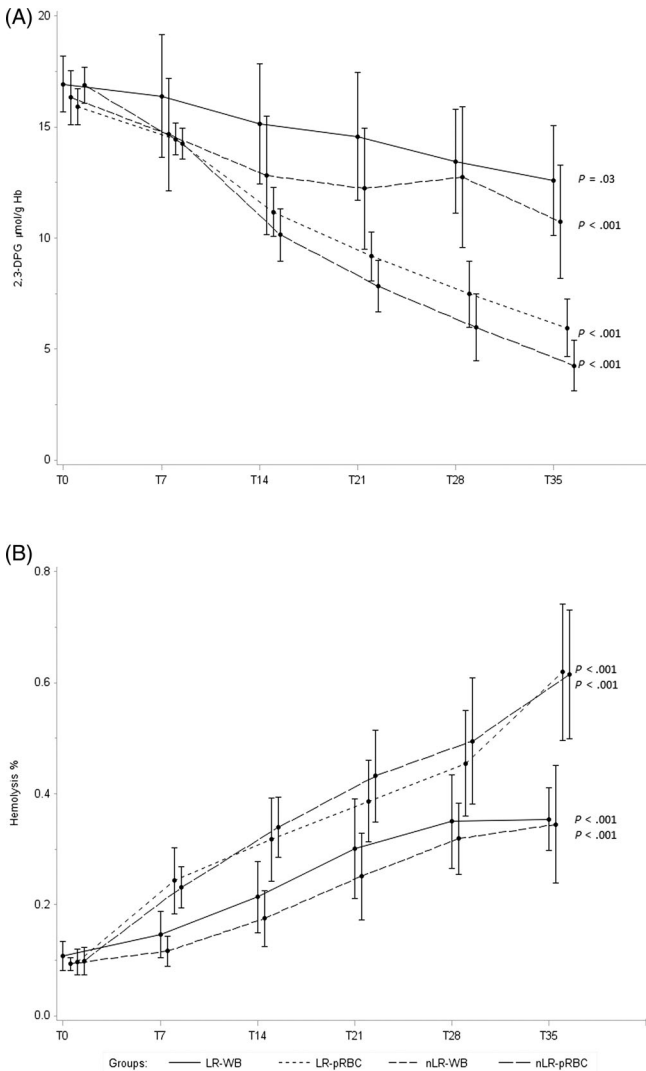 (A)
20
15
10
5
0
2,3-DPG µmol/g Hb
P = .03
P < .001
P < .001
P < .001
T0 T7 T14 T21 T28 T35
(B)
0.8
0.6
0.4
0.2
0.0
Hemolysis %
P < .001
P < .001
P < .001
P < .001
T0 T7 T14 T21 T28 T35
Groups: LR-WB LR-pRBC nLR-WB nLR-pRBC